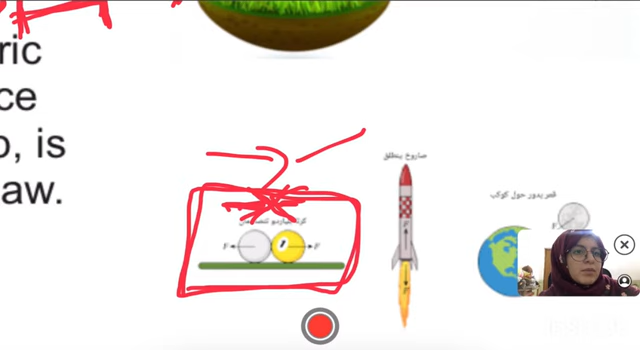 ric
ce
o, is
aw.
صاروخ ينطلق
قمر يدور حول كوكب
F
F
F
F
F